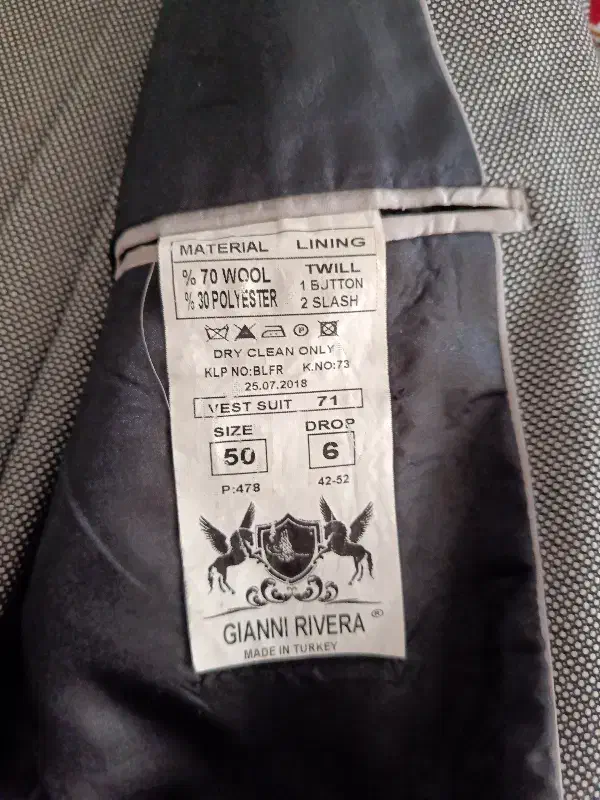 MATERIAL LINING
% 70 WOOL TWILL
% 30 POLYESTER 1 BUTTON
2 SLASH
P
DRY CLEAN ONLY
KLP NO:BLFR K.NO:73
25.07.2018
VEST SUIT 71
SIZE DROP
50 6
P:478 42-52
GIANNI RIVERA ®
MADE IN TURKEY